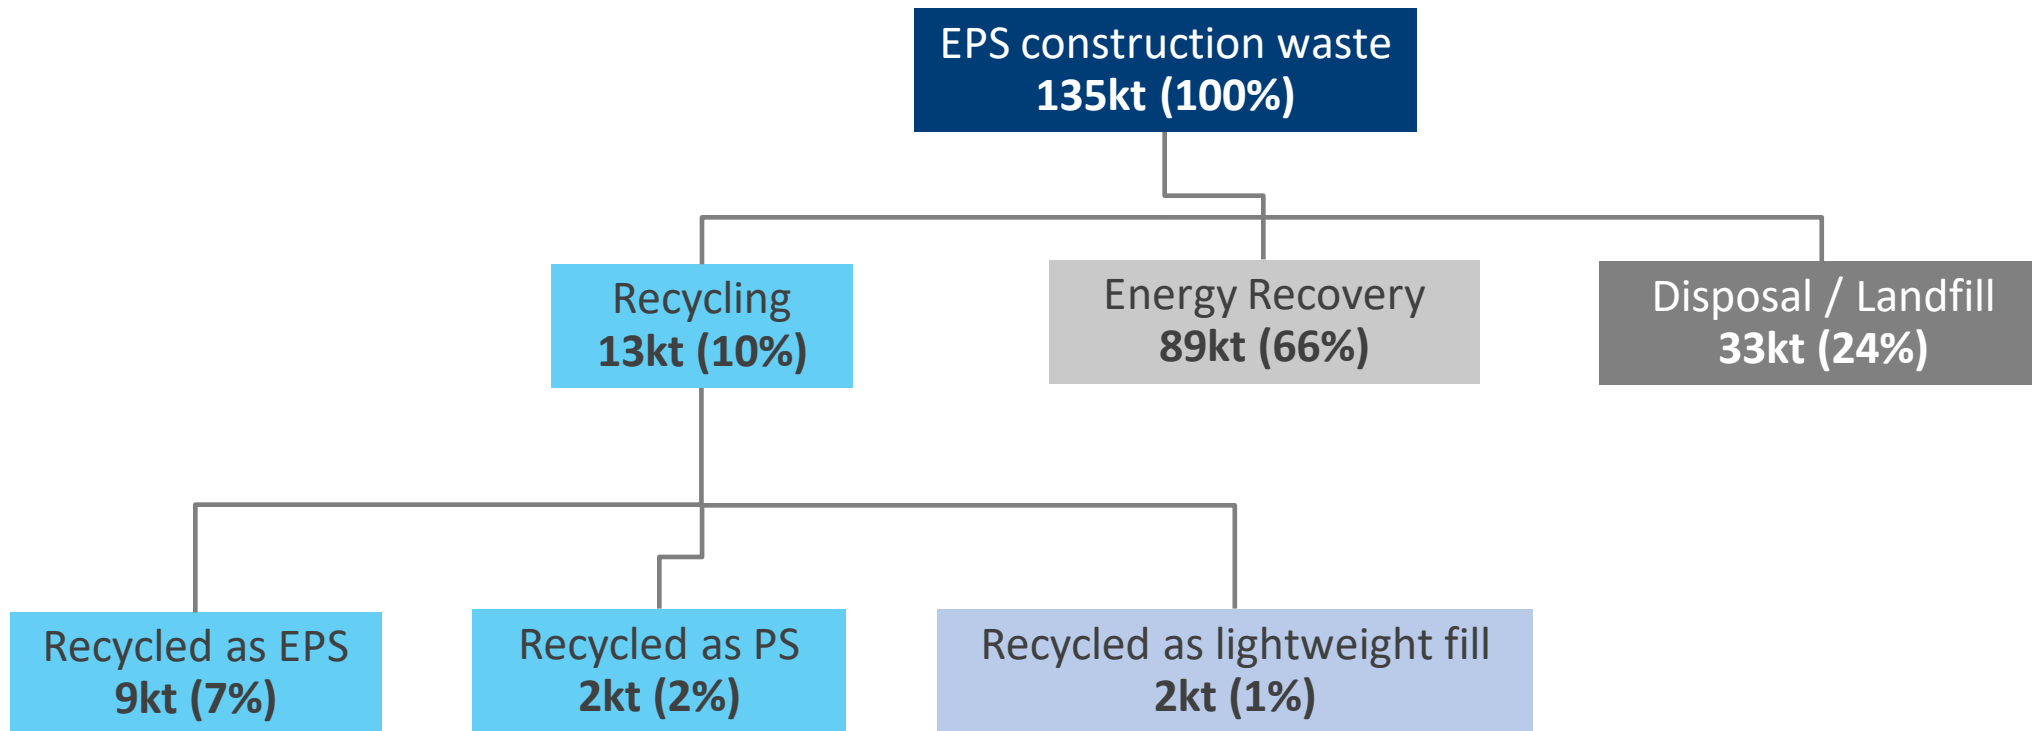 EPS construction waste
135kt (100%)
Recycling
13kt (10%)
Energy Recovery
89kt (66%)
Disposal / Landfill
33kt (24%)
Recycled as EPS
9kt (7%)
Recycled as PS
2kt (2%)
Recycled as lightweight fill
2kt (1%)